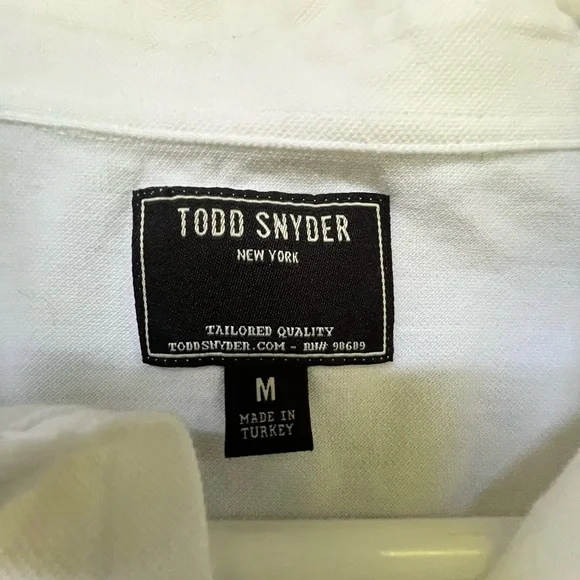 TODD SNYDER
NEW YORK
TAILORED QUALITY
TODDSNYDER.COM - RN# 98689
M
MADE IN
TURKEY